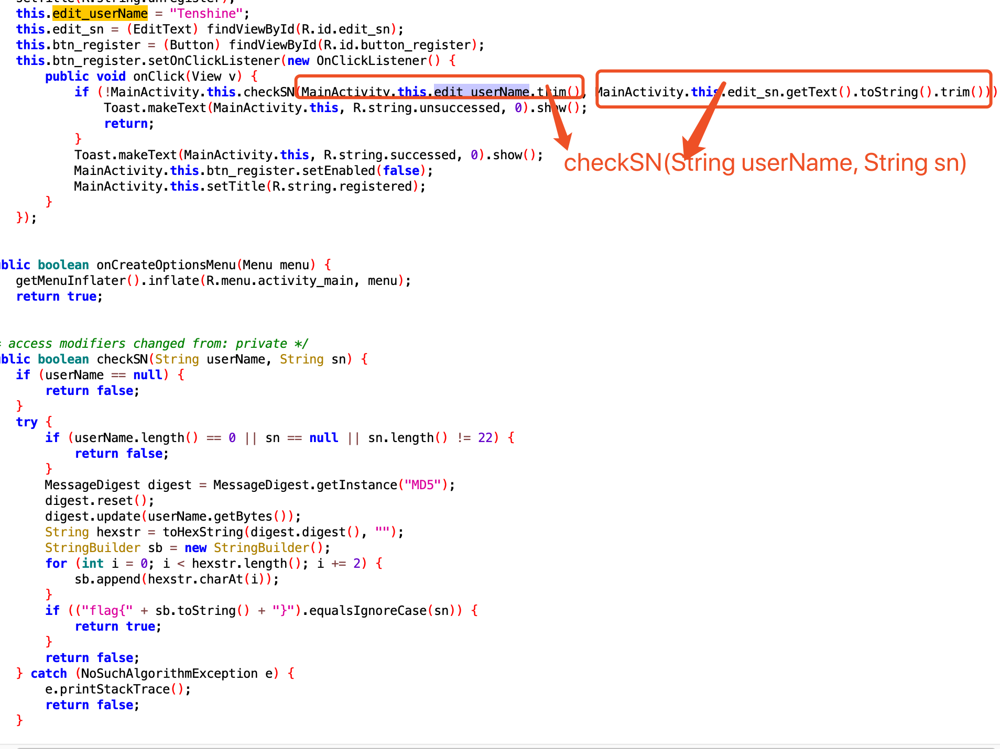 this.edit_userName = "Tenshine";
this.edit_sn = (EditText) findViewById(R.id.edit_sn);
this.btn_register = (Button) findViewById(R.id.button_register);
this.btn_register.setOnClickListener(new OnClickListener() {
public void onClick(View v) {
if (!MainActivity.this.checkSN(MainActivity.this.edit_userName.trim(), MainActivity.this.edit_sn.getText().toString().trim()))
Toast.makeText(MainActivity.this, R.string.unsuccessed, 0).show();
return;
}
Toast.makeText(MainActivity.this, R.string.successed, 0).show();
checkSN(String userName, String sn)
MainActivity.this.btn_register.setEnabled(false);
MainActivity.this.setTitle(R.string.registered);
}
});
blic boolean onCreateOptionsMenu(Menu menu) {
getMenuInflater().inflate(R.menu.activity_main, menu);
return true;
access modifiers changed from: private */
blic boolean checkSN(String userName, String sn) {
if (userName == null) {
return false;
}
try {
if (userName.length() == 0 || sn == null || sn.length() != 22) {
return false;
}
MessageDigest digest = MessageDigest.getInstance("MD5");
digest.reset();
digest.update(userName.getBytes());
String hexstr = toHexString(digest.digest(), "");
StringBuilder sb = new StringBuilder();
for (int i = 0; i < hexstr.length(); i += 2) {
sb.append(hexstr.charAt(i));
}
if (("flag{" + sb.toString() + "}").equalsIgnoreCase(sn)) {
return true;
}
return false;
} catch (NoSuchAlgorithmException e) {
e.printStackTrace();
return false;
}